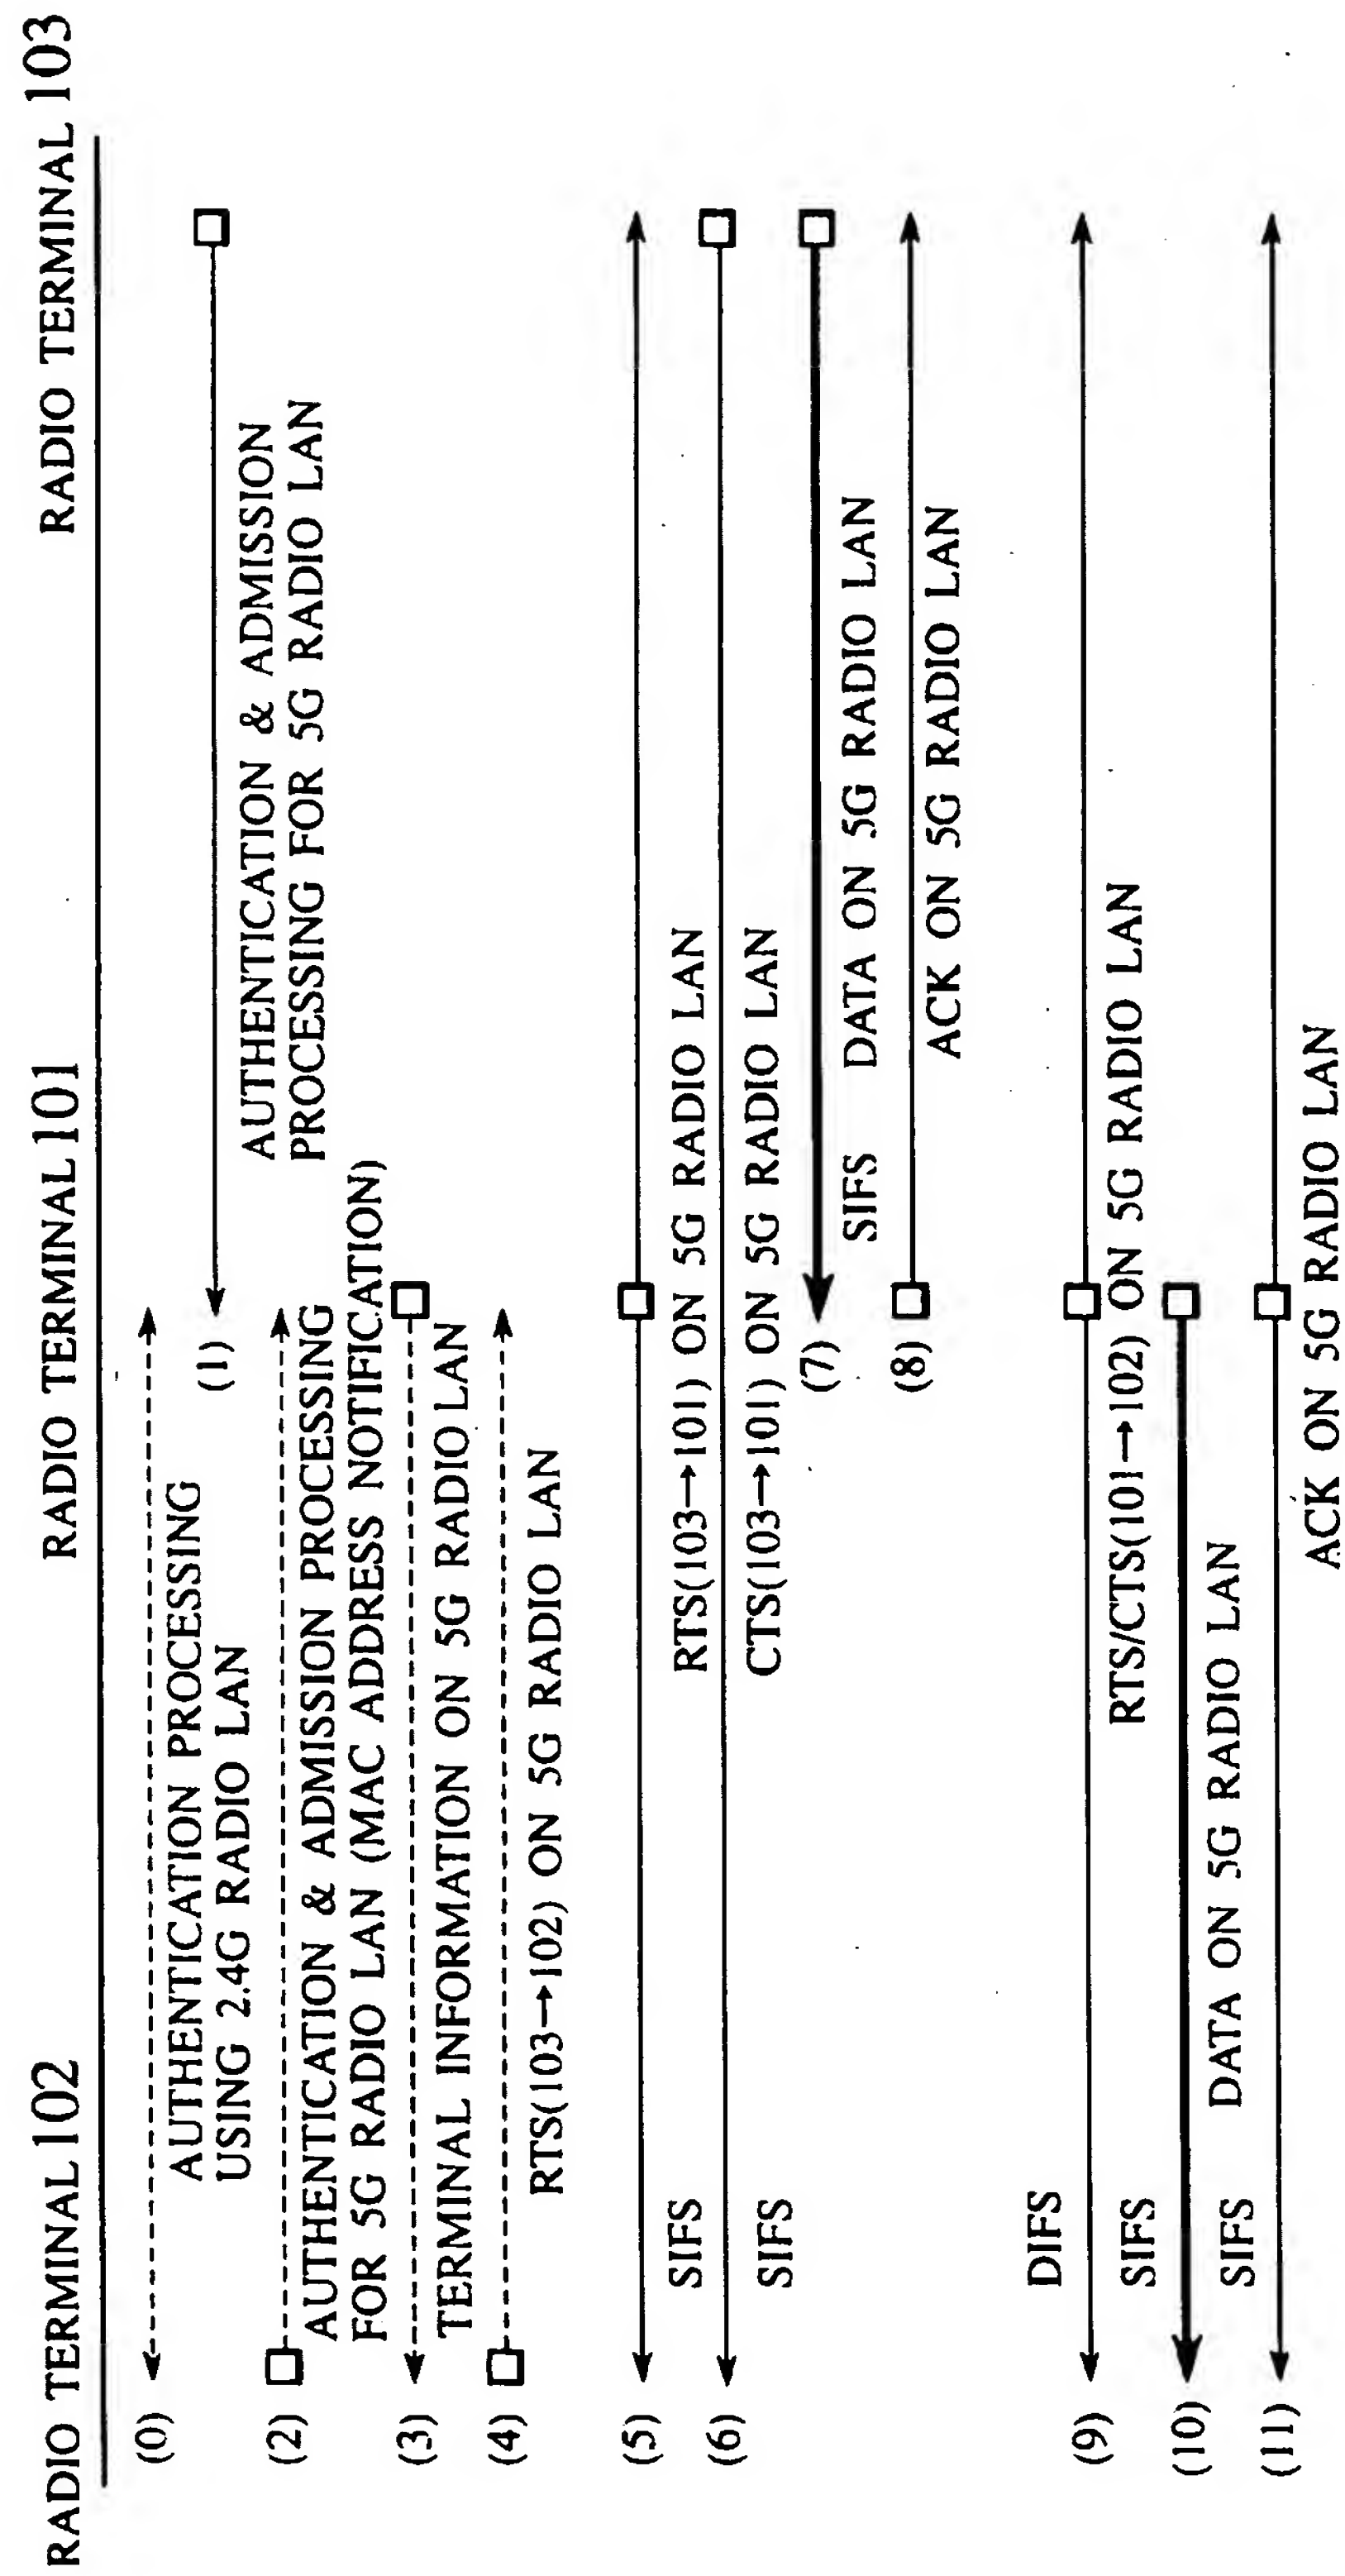 RADIO TERMINAL 102
RADIO TERMINAL 101
RADIO TERMINAL 103
(0)
AUTHENTICATION PROCESSING
USING 2.4G RADIO LAN
(1)
AUTHENTICATION & ADMISSION
PROCESSING FOR 5G RADIO LAN
(2)
AUTHENTICATION & ADMISSION PROCESSING
FOR 5G RADIO LAN (MAC ADDRESS NOTIFICATION)
(3)
TERMINAL INFORMATION ON 5G RADIO LAN
(4)
RTS(103→102) ON 5G RADIO LAN
(5)
SIFS
RTS(103→101) ON 5G RADIO LAN
(6)
SIFS
CTS(103→101) ON 5G RADIO LAN
(7)
SIFS
DATA ON 5G RADIO LAN
(8)
ACK ON 5G RADIO LAN
DIFS
(9)
SIFS
RTS/CTS(101→102) ON 5G RADIO LAN
(10)
SIFS
DATA ON 5G RADIO LAN
(11)
ACK ON 5G RADIO LAN